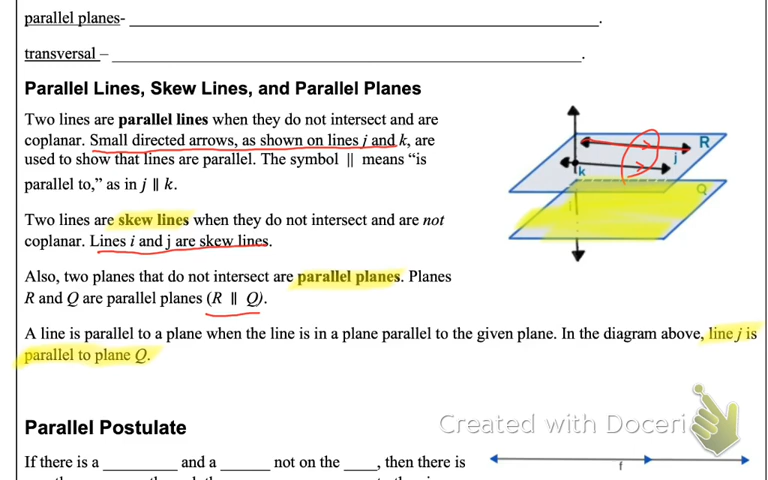 parallel planes- ______________________________.
transversal – ______________________________.
Parallel Lines, Skew Lines, and Parallel Planes
Two lines are parallel lines when they do not intersect and are
coplanar. Small directed arrows, as shown on lines j and k, are
used to show that lines are parallel. The symbol || means “is
parallel to,” as in j || k.
R
j
k
Q
i
Two lines are skew lines when they do not intersect and are not
coplanar. Lines i and j are skew lines.
Also, two planes that do not intersect are parallel planes. Planes
R and Q are parallel planes (R || Q).
A line is parallel to a plane when the line is in a plane parallel to the given plane. In the diagram above, line j is
parallel to plane Q.
Created with Doceri
Parallel Postulate
If there is a _________ and a ______ not on the ____, then there is
f